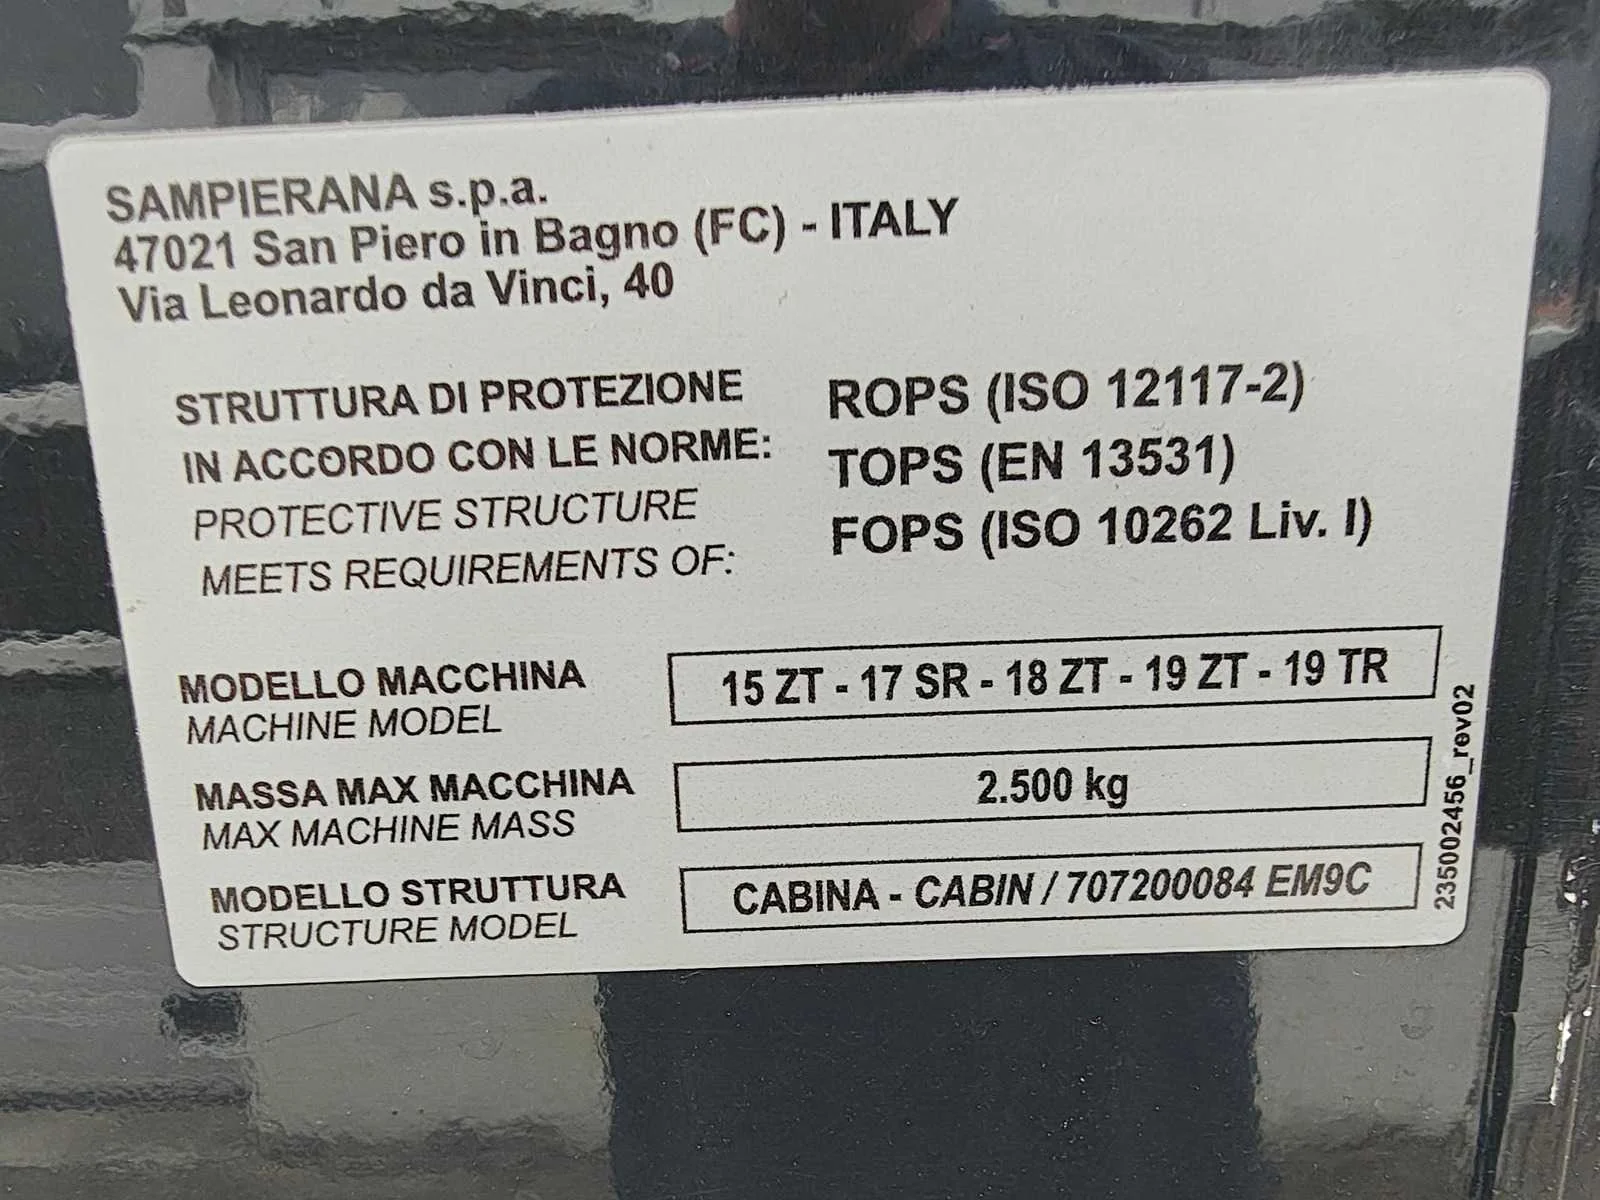 SAMPIERANA s.p.a.
47021 San Piero in Bagno (FC) - ITALY
Via Leonardo da Vinci, 40
STRUTTURA DI PROTEZIONE
IN ACCORDO CON LE NORME:
PROTECTIVE STRUCTURE
MEETS REQUIREMENTS OF:
ROPS (ISO 12117-2)
TOPS (EN 13531)
FOPS (ISO 10262 Liv. I)
MODELLO MACCHINA
MACHINE MODEL
15 ZT - 17 SR - 18 ZT - 19 ZT - 19 TR
MASSA MAX MACCHINA
MAX MACHINE MASS
2.500 kg
MODELLO STRUTTURA
STRUCTURE MODEL
CABINA - CABIN / 707200084 EM9C
235002456_rev02